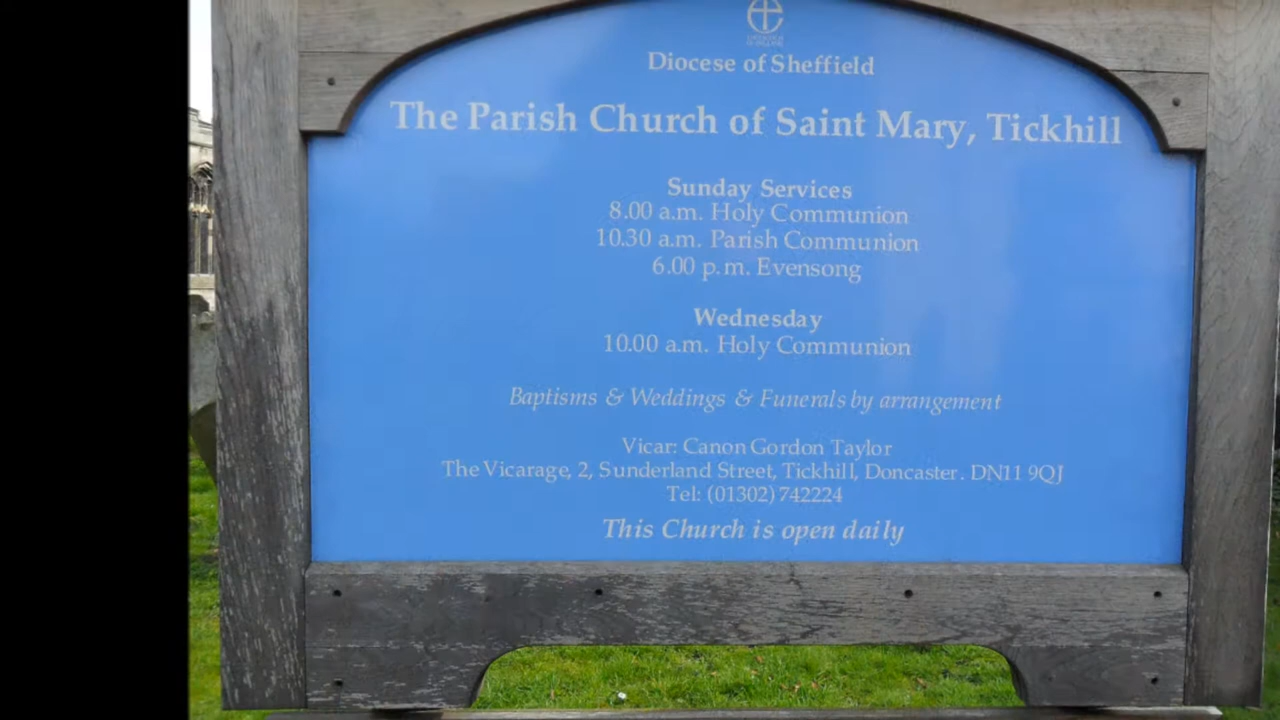 Diocese of Sheffield
The Parish Church of Saint Mary, Tickhill
Sunday Services
8.00 a.m. Holy Communion
10.30 a.m. Parish Communion
6.00 p.m. Evensong
Wednesday
10.00 a.m. Holy Communion
Baptisms & Weddings & Funerals by arrangement
Vicar: Canon Gordon Taylor
The Vicarage, 2, Sunderland Street, Tickhill, Doncaster. DN11 9QJ
Tel: (01302) 742224
This Church is open daily